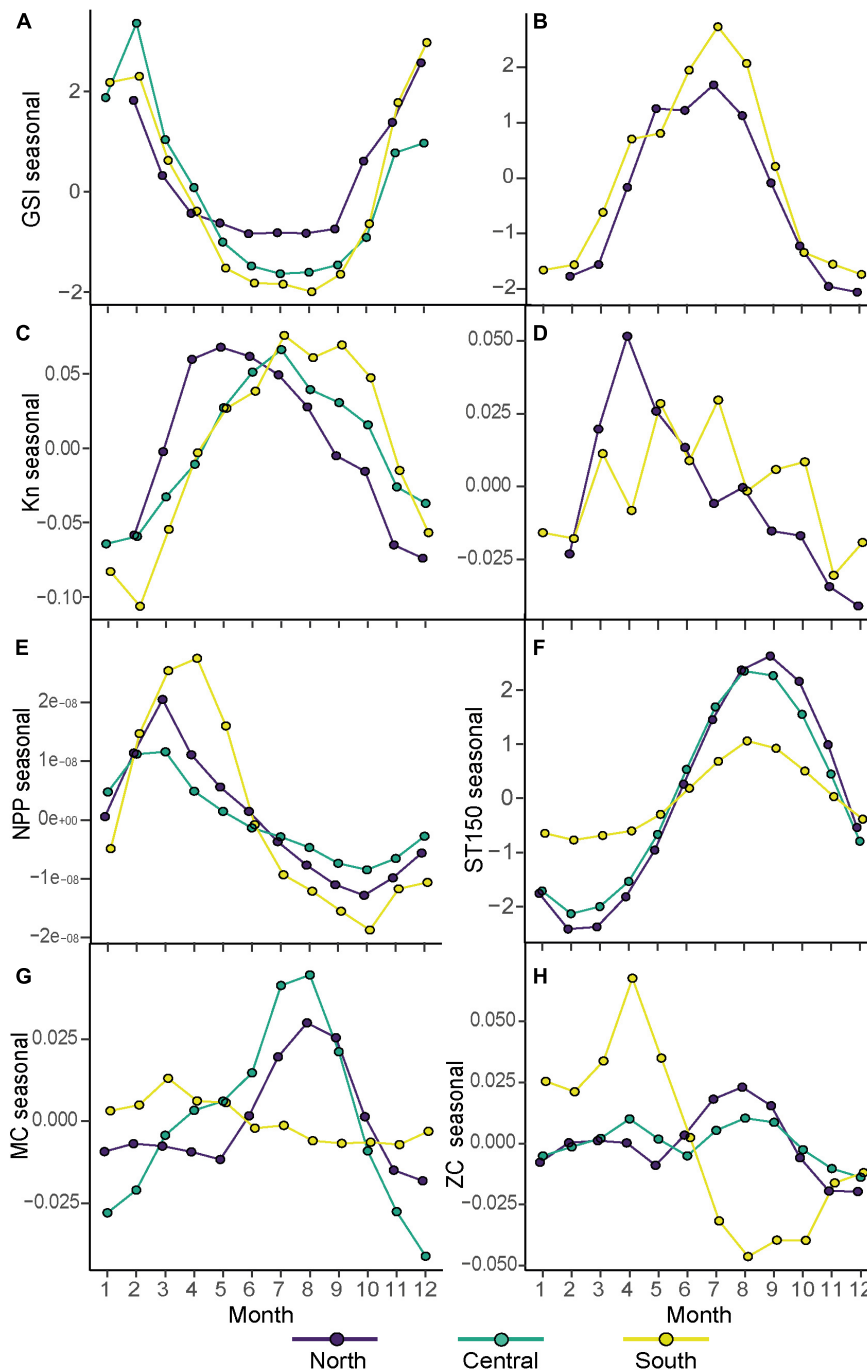 A
GSI seasonal
2
0
−2
B
2
1
0
−1
−2
C
Kn seasonal
0.05
0.00
−0.05
−0.10
D
0.050
0.025
0.000
−0.025
E
NPP seasonal
2e−08
1e−08
0e+00
−1e−08
−2e−08
F
ST150 seasonal
2
1
0
−1
−2
G
MC seasonal
0.025
0.000
−0.025
H
ZC seasonal
0.050
0.025
0.000
−0.025
−0.050
1 2 3 4 5 6 7 8 9 10 11 12
Month
1 2 3 4 5 6 7 8 9 10 11 12
Month
North Central South